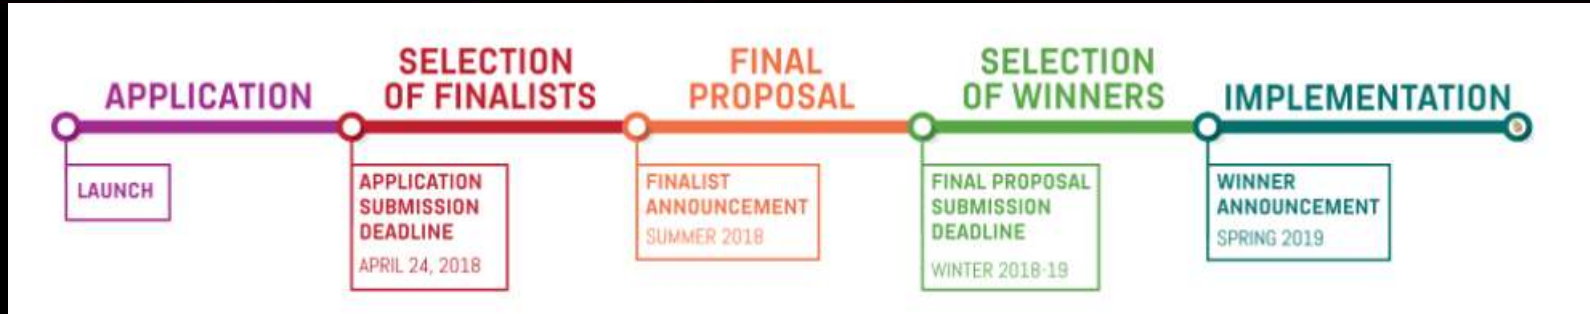 APPLICATION
SELECTION
OF FINALISTS
FINAL
PROPOSAL
SELECTION
OF WINNERS
IMPLEMENTATION
LAUNCH
APPLICATION
SUBMISSION
DEADLINE
APRIL 24, 2018
FINALIST
ANNOUNCEMENT
SUMMER 2018
FINAL PROPOSAL
SUBMISSION
DEADLINE
WINTER 2018-19
WINNER
ANNOUNCEMENT
SPRING 2019